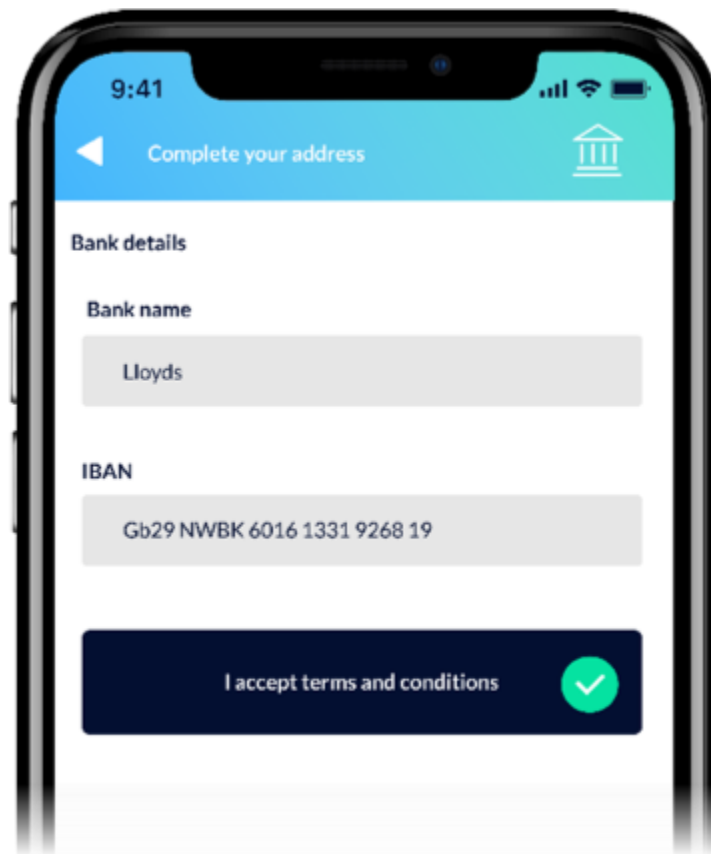 9:41
Complete your address
Bank details
Bank name
Lloyds
IBAN
Gb29 NWBK 6016 1331 9268 19
I accept terms and conditions